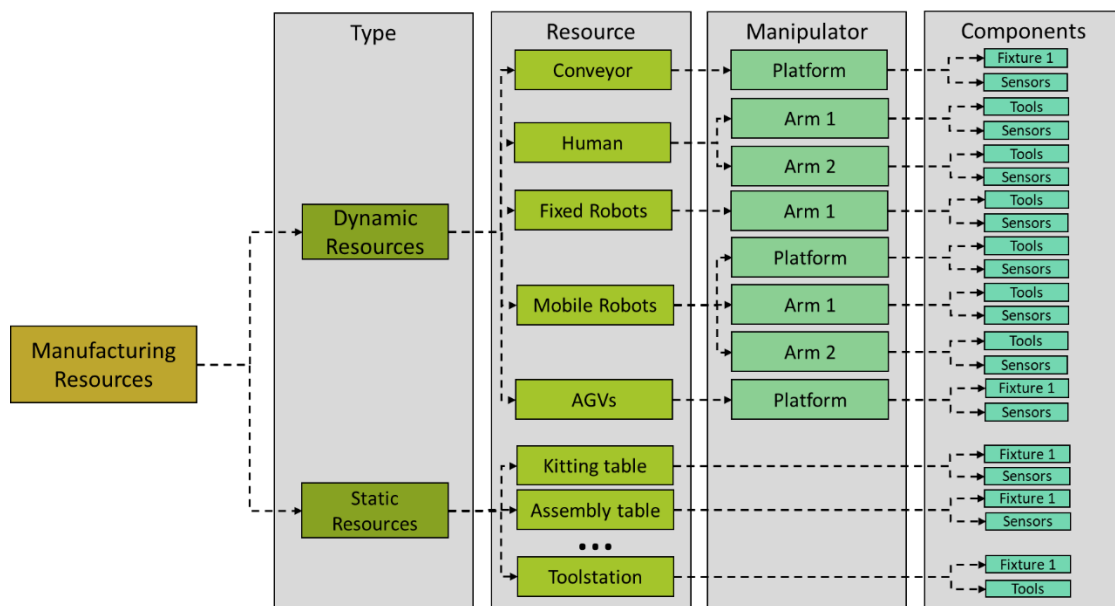 Type
Resource
Manipulator
Components
Manufacturing
Resources
Dynamic
Resources
Static
Resources
Conveyor
Human
Fixed Robots
Mobile Robots
AGVs
Kitting table
Assembly table
...
Toolstation
Platform
Arm 1
Arm 2
Arm 1
Platform
Arm 1
Arm 2
Platform
Fixture 1
Sensors
Tools
Sensors
Tools
Sensors
Tools
Sensors
Tools
Sensors
Tools
Sensors
Tools
Sensors
Fixture 1
Sensors
Fixture 1
Sensors
Fixture 1
Sensors
Fixture 1
Tools